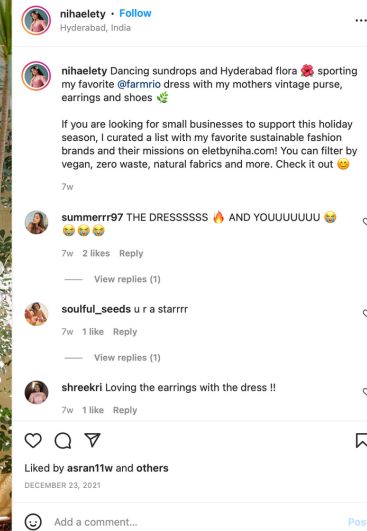 nihaelety • Follow
Hyderabad, India
nihaelety Dancing sundrops and Hyderabad flora 🌺 sporting
my favorite @farmrio dress with my mothers vintage purse,
earrings and shoes 🌿
If you are looking for small businesses to support this holiday
season, I curated a list with my favorite sustainable fashion
brands and their missions on eletbyniha.com! You can filter by
vegan, zero waste, natural fabrics and more. Check it out 😊
7w
summerrr97 THE DRESSSSSS 🔥 AND YOUUUUUUU 😭
😭😭😭
7w 2 likes Reply
View replies (1)
soulful_seeds u r a starrrr
7w 1 like Reply
View replies (1)
shreekri Loving the earrings with the dress !!
7w 1 like Reply
Liked by asran11w and others
DECEMBER 23, 2021
Add a comment...
Pos